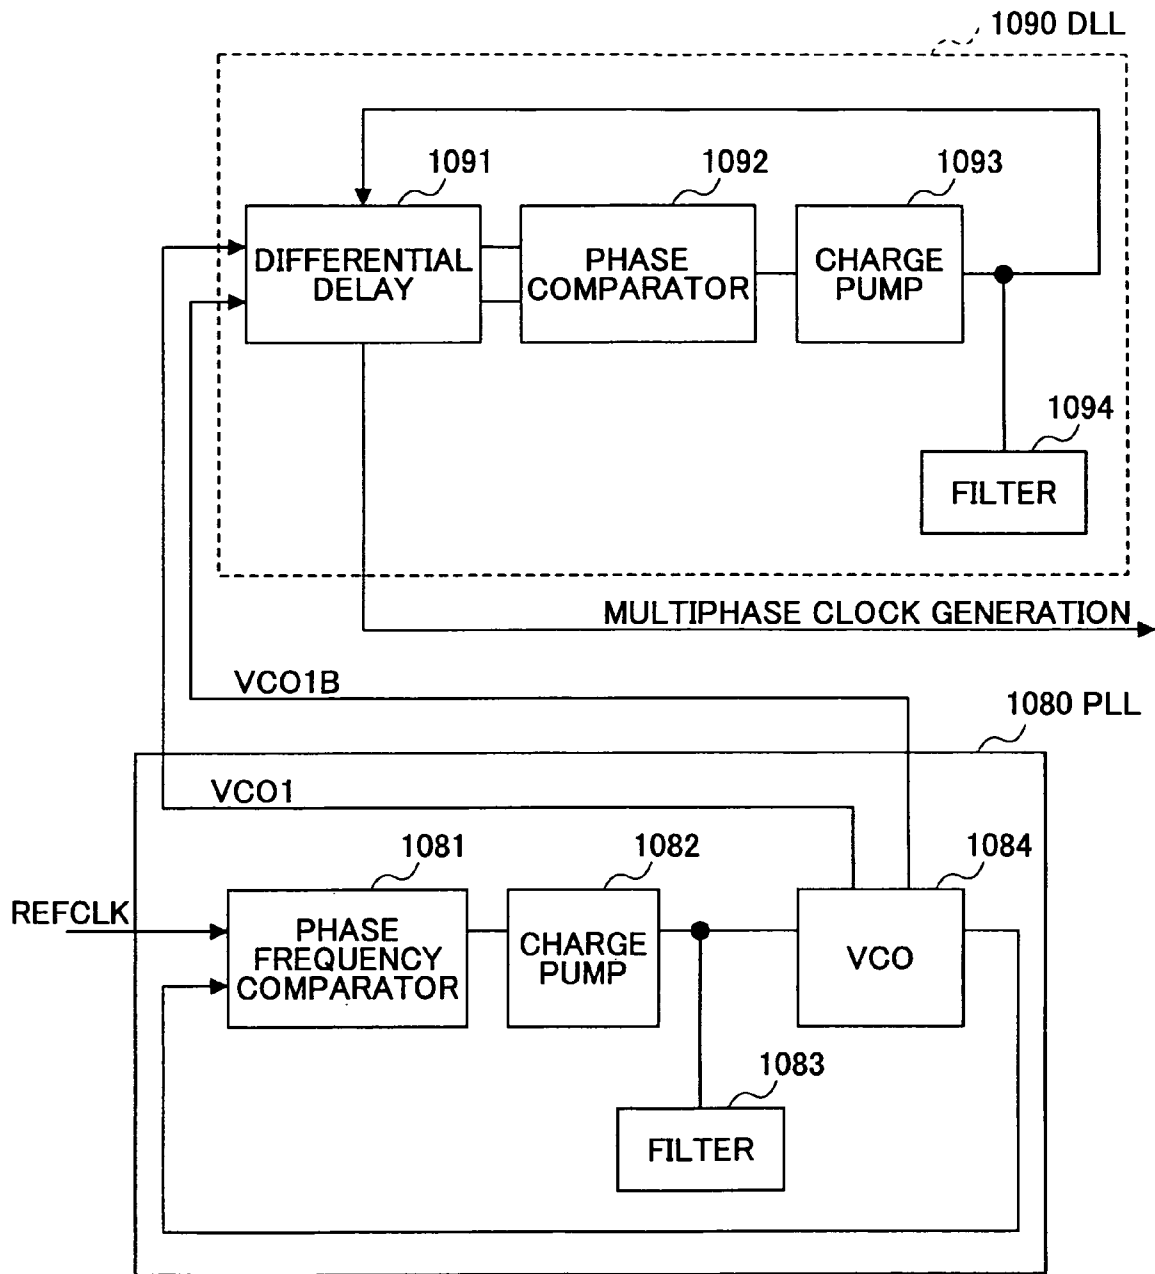 1090 DLL
1091
1092
1093
DIFFERENTIAL
DELAY
PHASE
COMPARATOR
CHARGE
PUMP
1094
FILTER
MULTIPHASE CLOCK GENERATION
VCO1B
1080 PLL
VCO1
1081
1082
1084
REFCLK
PHASE
FREQUENCY
COMPARATOR
CHARGE
PUMP
VCO
1083
FILTER